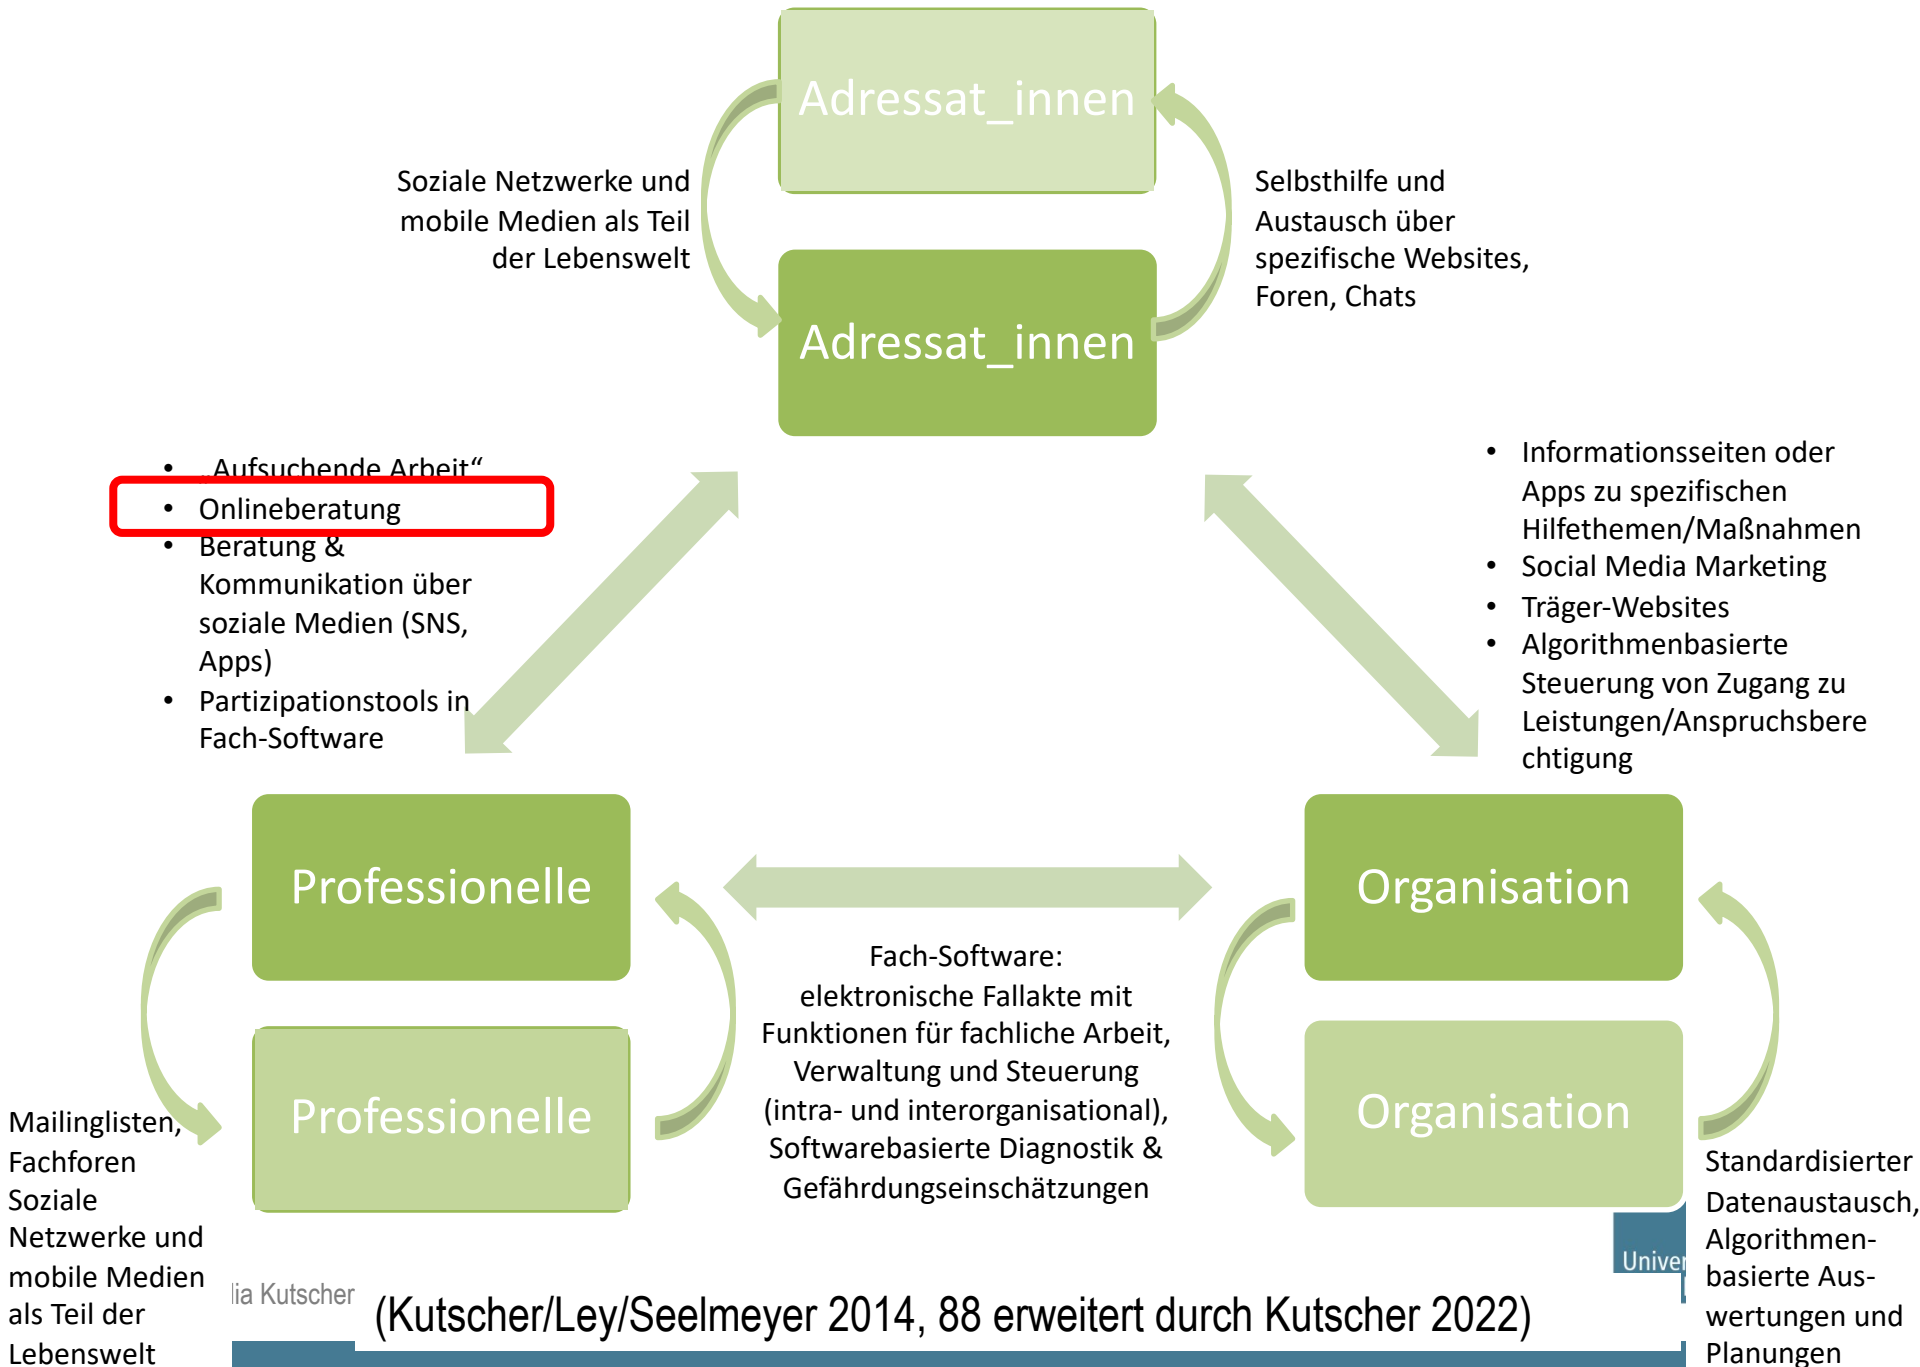 Adressat_innen
Soziale Netzwerke und
mobile Medien als Teil
der Lebenswelt
Selbsthilfe und
Austausch über
spezifische Websites,
Foren, Chats
Adressat_innen
• „Aufsuchende Arbeit“
• Onlineberatung
• Beratung &
Kommunikation über
soziale Medien (SNS,
Apps)
• Partizipationstools in
Fach-Software
• Informationsseiten oder
Apps zu spezifischen
Hilfethemen/Maßnahmen
• Social Media Marketing
• Träger-Websites
• Algorithmenbasierte
Steuerung von Zugang zu
Leistungen/Anspruchsbere
chtigung
Professionelle
Organisation
Fach-Software:
elektronische Fallakte mit
Funktionen für fachliche Arbeit,
Verwaltung und Steuerung
(intra- und interorganisational),
Softwarebasierte Diagnostik &
Gefährdungseinschätzungen
Professionelle
Organisation
Mailinglisten,
Fachforen
Soziale
Netzwerke und
mobile Medien
als Teil der
Lebenswelt
Standardisierter
Datenaustausch,
Algorithmen-
basierte Aus-
wertungen und
Planungen
Univer
lia Kutscher
(Kutscher/Ley/Seelmeyer 2014, 88 erweitert durch Kutscher 2022)